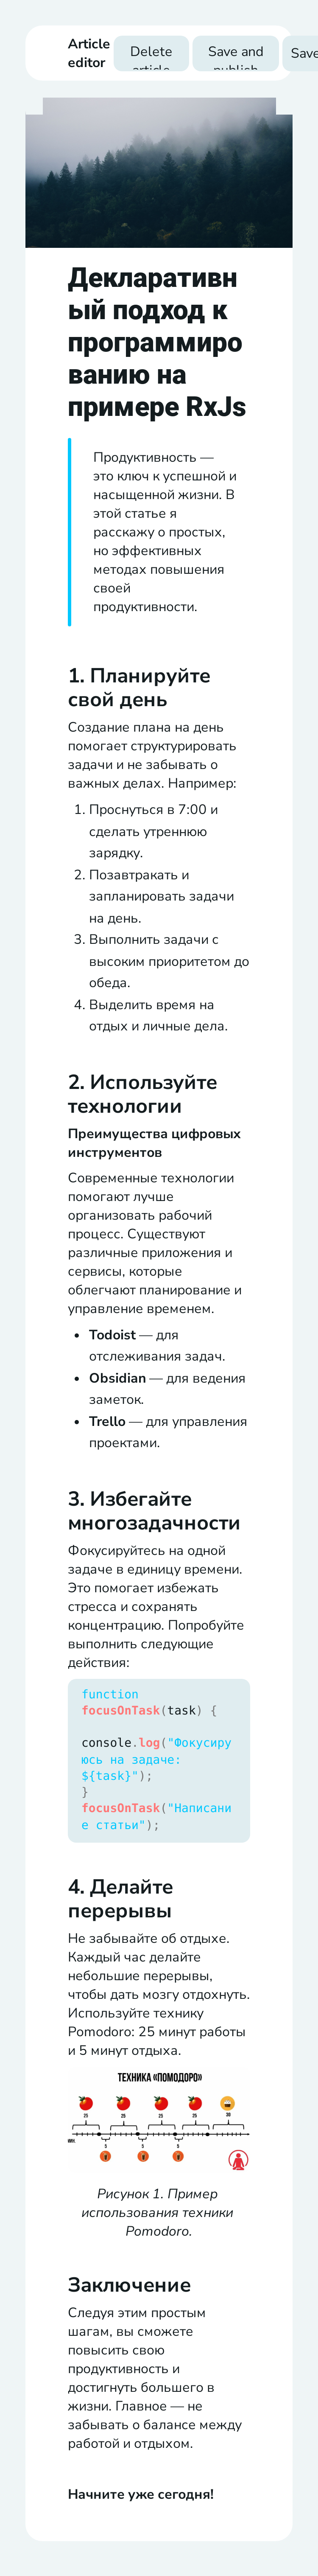 Article
editor
Delete
article
Save and
publish
Save
Декларативн
ый подход к
программиро
ванию на
примере RxJs
Продуктивность —
это ключ к успешной и
насыщенной жизни. В
этой статье я
расскажу о простых,
но эффективных
методах повышения
своей
продуктивности.
1. Планируйте
свой день
Создание плана на день
помогает структурировать
задачи и не забывать о
важных делах. Например:
1. Проснуться в 7:00 и
сделать утреннюю
зарядку.
2. Позавтракать и
запланировать задачи
на день.
3. Выполнить задачи с
высоким приоритетом до
обеда.
4. Выделить время на
отдых и личные дела.
2. Используйте
технологии
Преимущества цифровых
инструментов
Современные технологии
помогают лучше
организовать рабочий
процесс. Существуют
различные приложения и
сервисы, которые
облегчают планирование и
управление временем.
• Todoist — для
отслеживания задач.
• Obsidian — для ведения
заметок.
• Trello — для управления
проектами.
3. Избегайте
многозадачности
Фокусируйтесь на одной
задаче в единицу времени.
Это помогает избежать
стресса и сохранять
концентрацию. Попробуйте
выполнить следующие
действия:
function
focusOnTask(task) {
console.log("Фокусиру
юсь на задаче:
${task}");
}
focusOnTask("Написани
е статьи");
4. Делайте
перерывы
Не забывайте об отдыхе.
Каждый час делайте
небольшие перерывы,
чтобы дать мозгу отдохнуть.
Используйте технику
Pomodoro: 25 минут работы
и 5 минут отдыха.
ТЕХНИКА «ПОМОДОРО»
25 25 25 25 30
5 5 5
Рисунок 1. Пример
использования техники
Pomodoro.
Заключение
Следуя этим простым
шагам, вы сможете
повысить свою
продуктивность и
достигнуть большего в
жизни. Главное — не
забывать о балансе между
работой и отдыхом.
Начните уже сегодня!